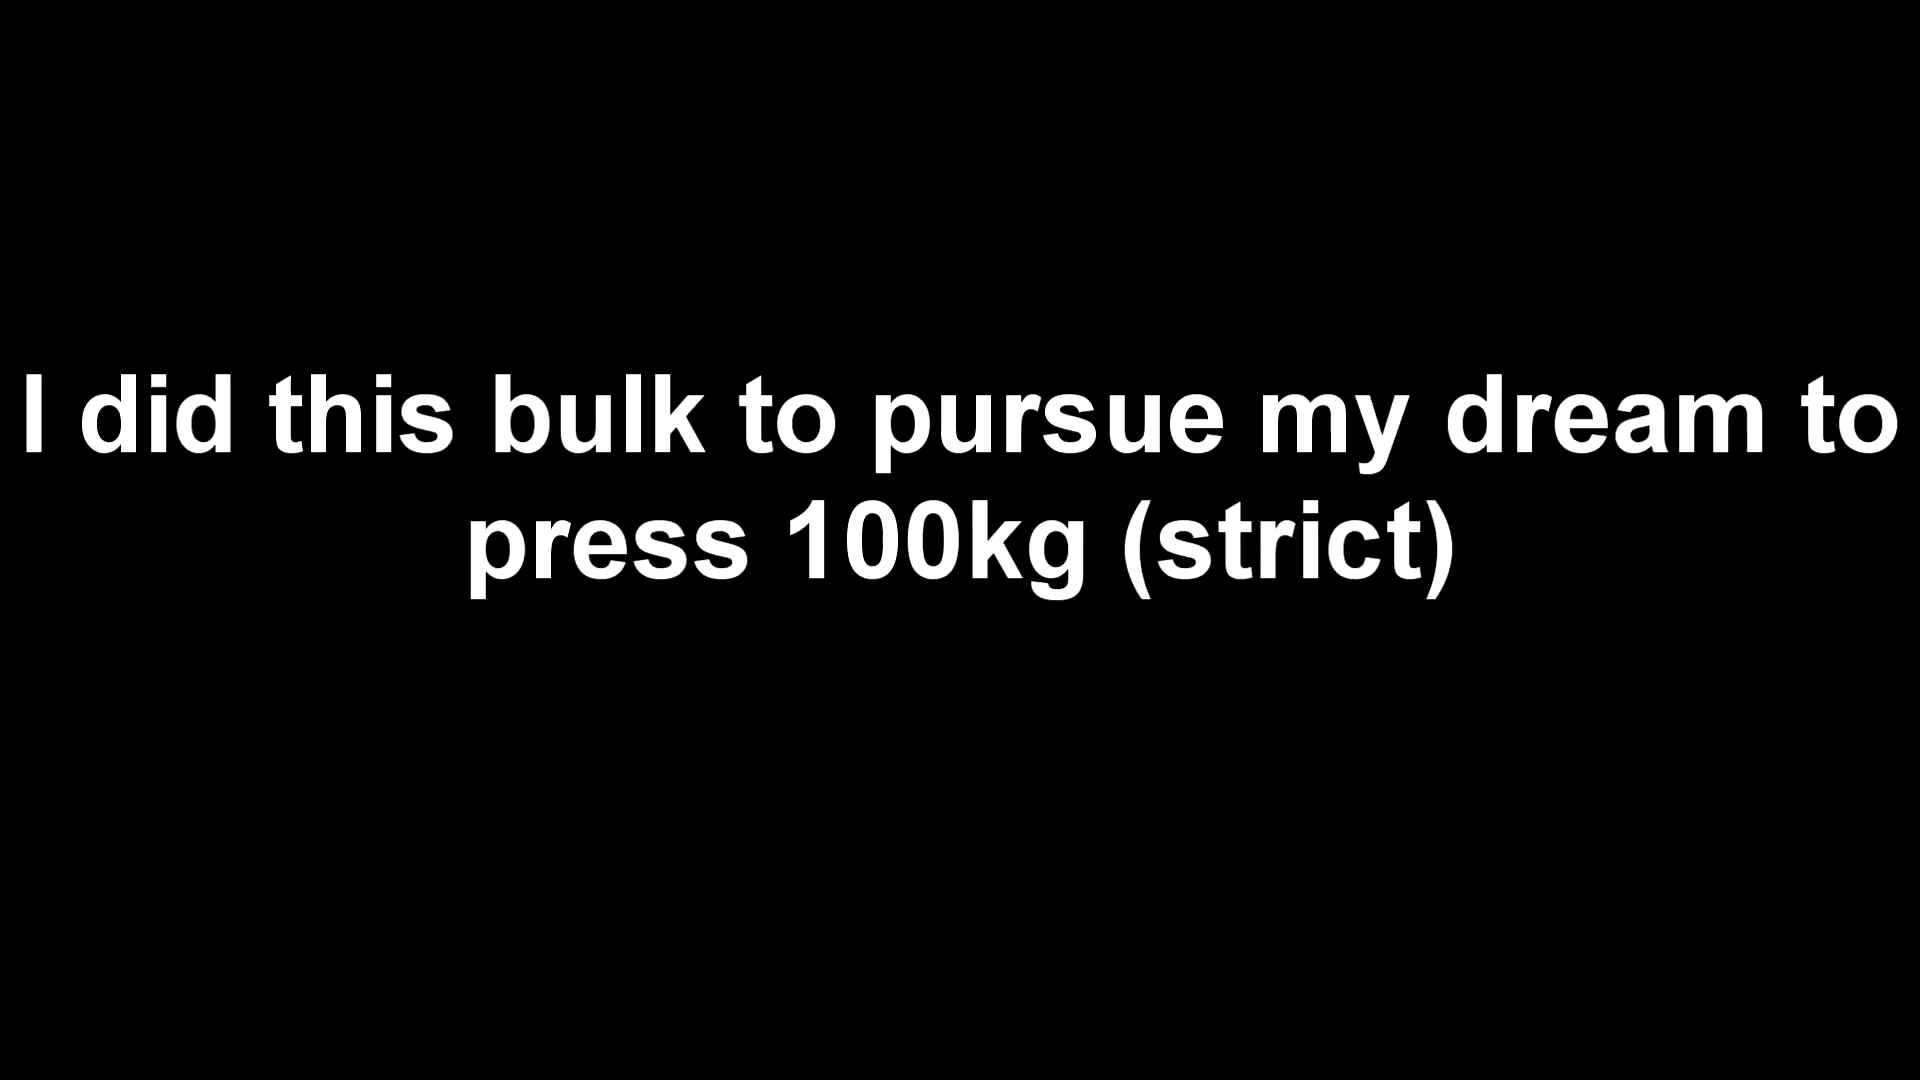 I did this bulk to pursue my dream to
press 100kg (strict)